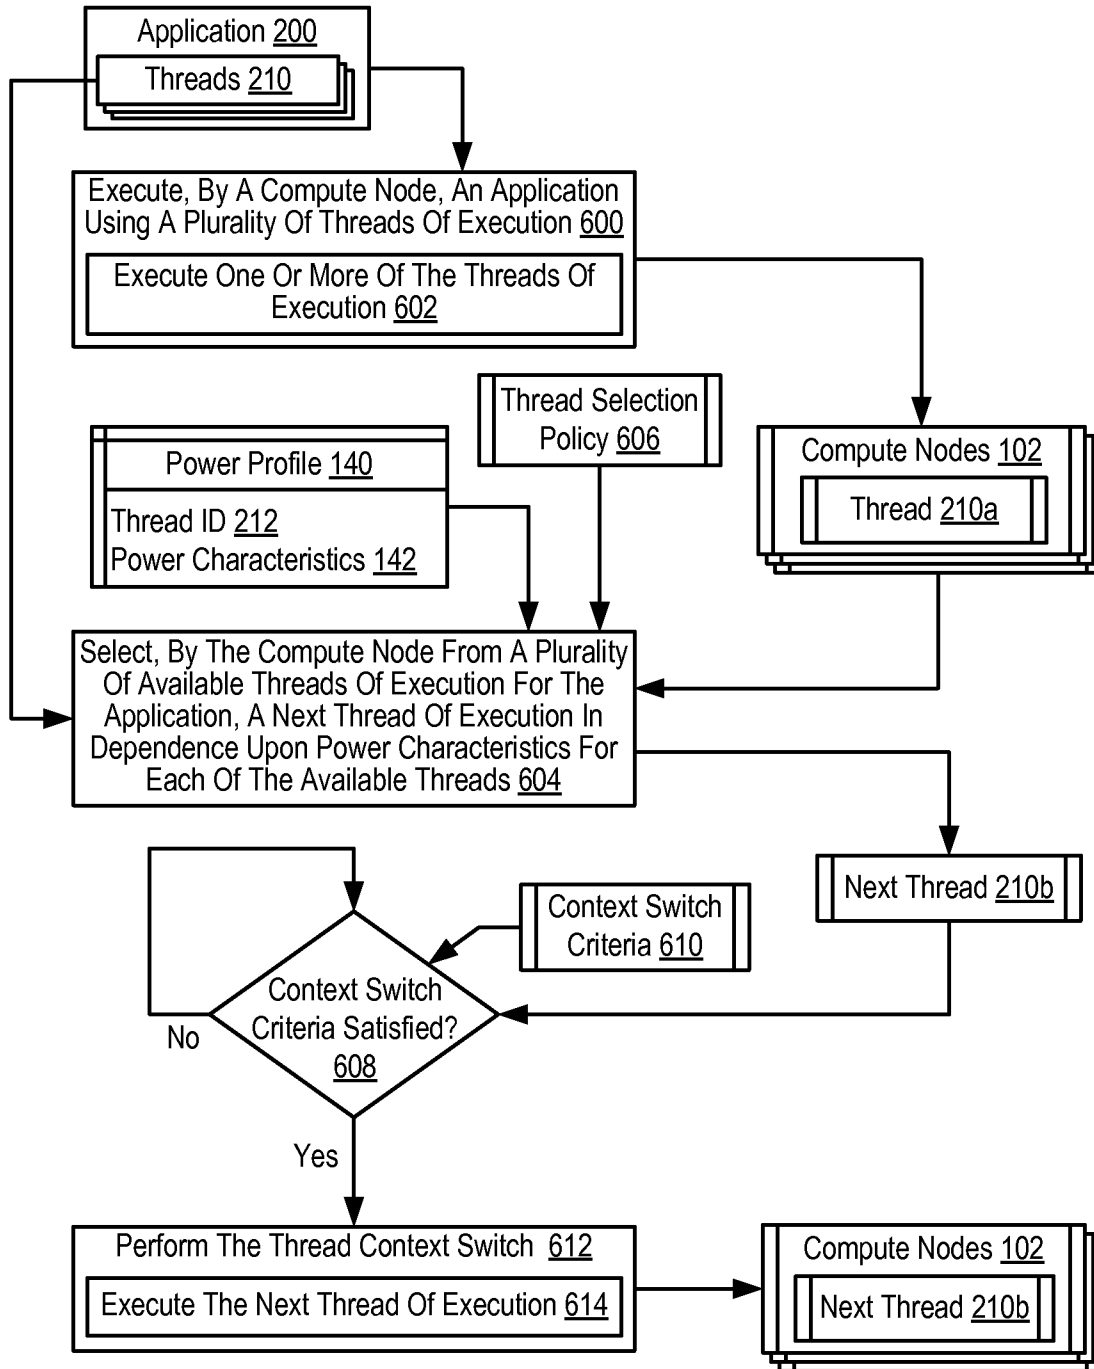 Application 200
Threads 210
Execute, By A Compute Node, An Application
Using A Plurality Of Threads Of Execution 600
Execute One Or More Of The Threads Of
Execution 602
Thread Selection
Policy 606
Power Profile 140
Thread ID 212
Power Characteristics 142
Compute Nodes 102
Thread 210a
Select, By The Compute Node From A Plurality
Of Available Threads Of Execution For The
Application, A Next Thread Of Execution In
Dependence Upon Power Characteristics For
Each Of The Available Threads 604
Next Thread 210b
Context Switch
Criteria 610
Context Switch
Criteria Satisfied?
608
No
Yes
Perform The Thread Context Switch 612
Execute The Next Thread Of Execution 614
Compute Nodes 102
Next Thread 210b